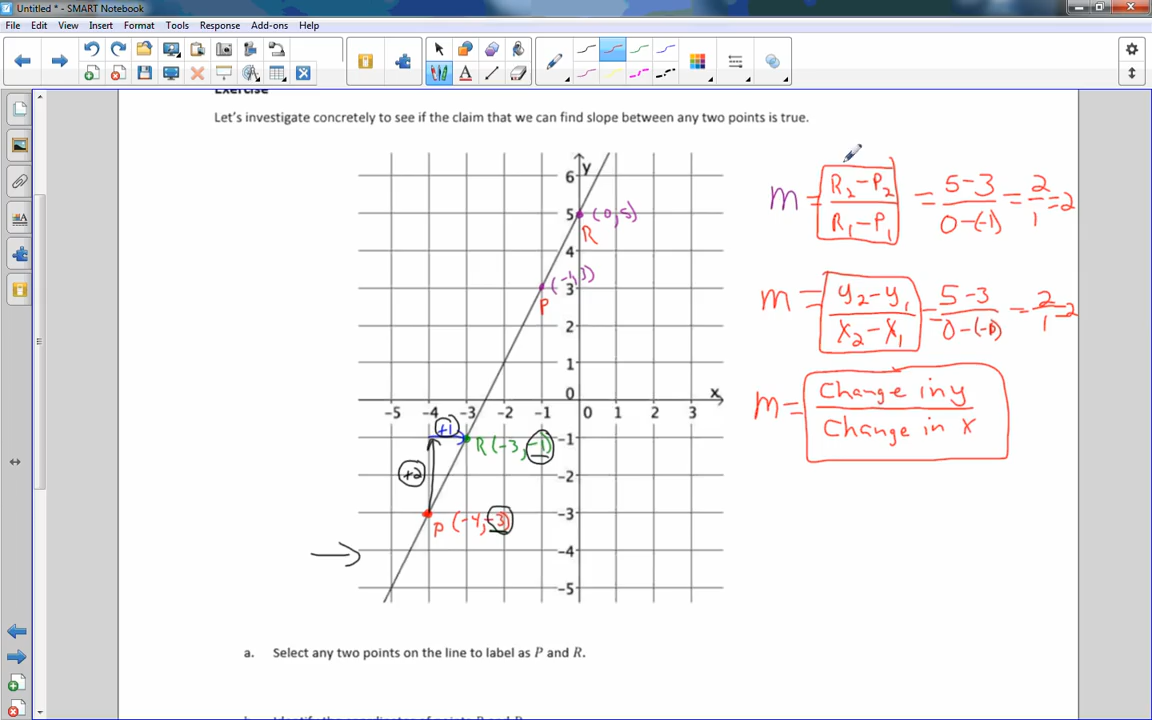 Untitled * - SMART Notebook
File Edit View Insert Format Tools Response Add-ons Help
Exercise
Let's investigate concretely to see if the claim that we can find slope between any two points is true.
y
6
5
4
3
2
1
0
-5 -4 -3 -2 -1 0 1 2 3
x
-1
-2
-3
-4
-5
(0,5)
R
(-1,3)
P
+1
R (-3, -1)
+2
P (-4, -3)
m = R₂-P₂ / R₁-P₁ = 5-3 / 0-(-1) = 2/1 = 2
m = y₂-y₁ / x₂-x₁ = 5-3 / 0-(-1) = 2/1 = 2
m = Change in y / Change in x
a. Select any two points on the line to label as P and R.